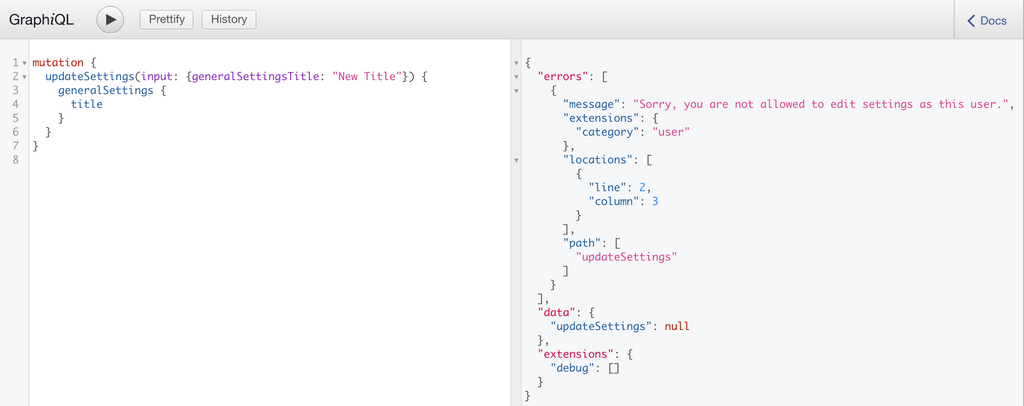 GraphiQL Prettify History Docs
1 mutation {
2 updateSettings(input: {generalSettingsTitle: "New Title"}) {
3 generalSettings {
4 title
5 }
6 }
7 }
8
{
"errors": [
{
"message": "Sorry, you are not allowed to edit settings as this user.",
"extensions": {
"category": "user"
},
"locations": [
{
"line": 2,
"column": 3
}
],
"path": [
"updateSettings"
]
}
],
"data": {
"updateSettings": null
},
"extensions": {
"debug": []
}
}